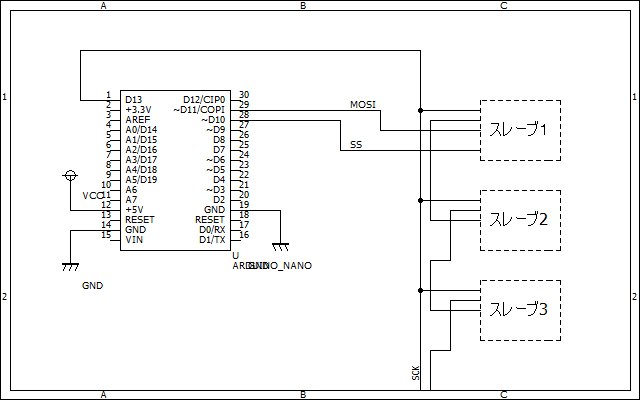 A B C
1 1
2 2
1 D13 D12/CIPO 30
2 +3.3V ~D11/COPI 29
3 AREF ~D10 28
4 A0/D14 ~D9 27
5 A1/D15 D8 26
6 A2/D16 D7 25
7 A3/D17 ~D6 24
8 A4/D18 ~D5 23
9 A5/D19 D4 22
10 A6 ~D3 21
11 A7 D2 20
12 +5V GND 19
13 RESET RESET 18
14 GND D0/RX 17
15 VIN D1/TX 16
VCC
GND
U
ARDUINO_NANO
GND
MOSI
SS
スレーブ1
スレーブ2
スレーブ3
SCK
A B C